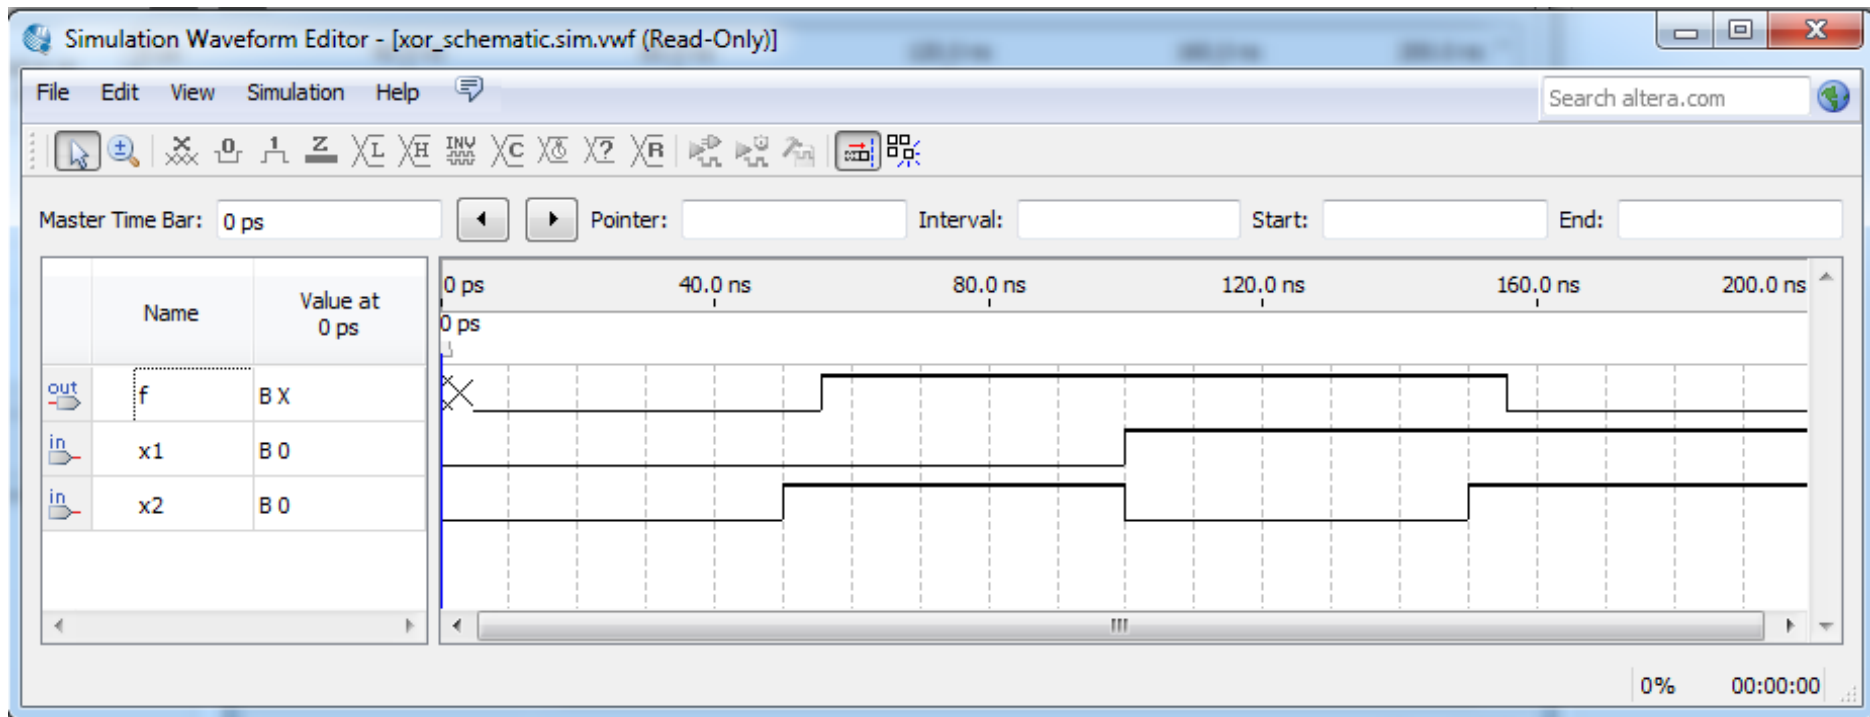 Simulation Waveform Editor - [xor_schematic.sim.vwf (Read-Only)]
File Edit View Simulation Help Search altera.com
Master Time Bar: 0 ps Pointer: Interval: Start: End:
Name Value at 0 ps
0 ps 40.0 ns 80.0 ns 120.0 ns 160.0 ns 200.0 ns
0 ps
out f B X
in x1 B 0
in x2 B 0
0% 00:00:00